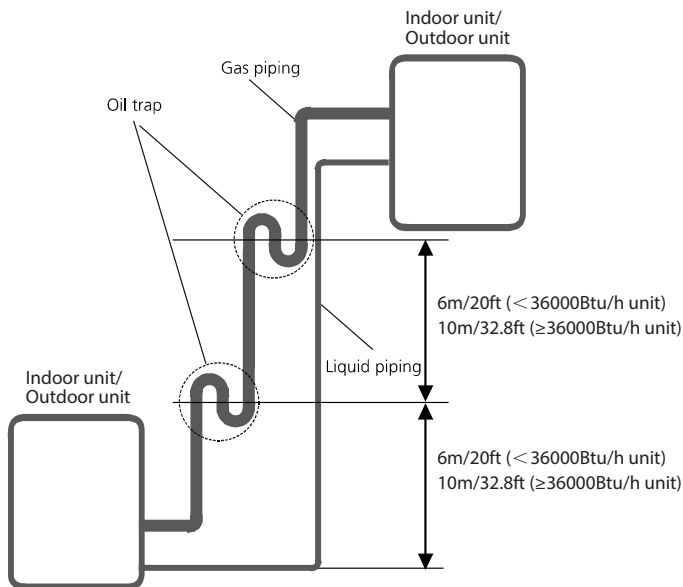 Indoor unit/
Outdoor unit
Gas piping
Oil trap
6m/20ft (<36000Btu/h unit)
10m/32.8ft (≥36000Btu/h unit)
Liquid piping
Indoor unit/
Outdoor unit
6m/20ft (<36000Btu/h unit)
10m/32.8ft (≥36000Btu/h unit)